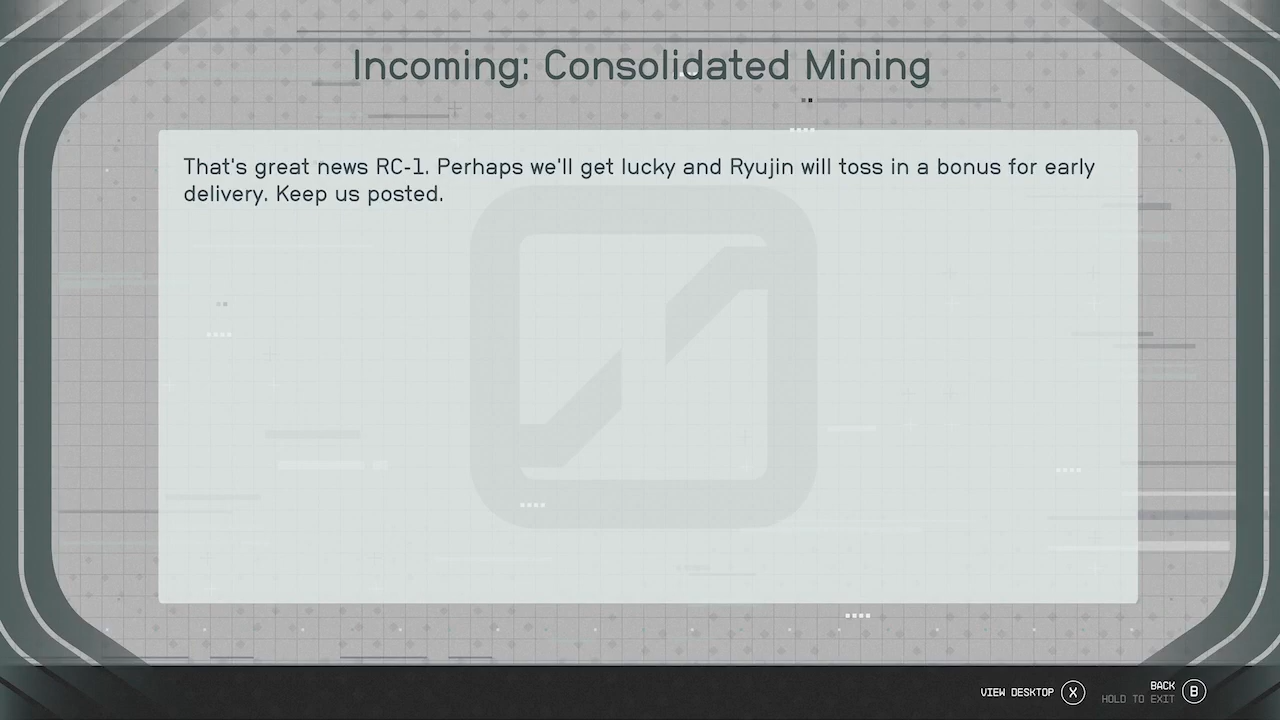 Incoming: Consolidated Mining
That's great news RC-1. Perhaps we'll get lucky and Ryujin will toss in a bonus for early
delivery. Keep us posted.
VIEW DESKTOP X
BACK
HOLD TO EXIT B